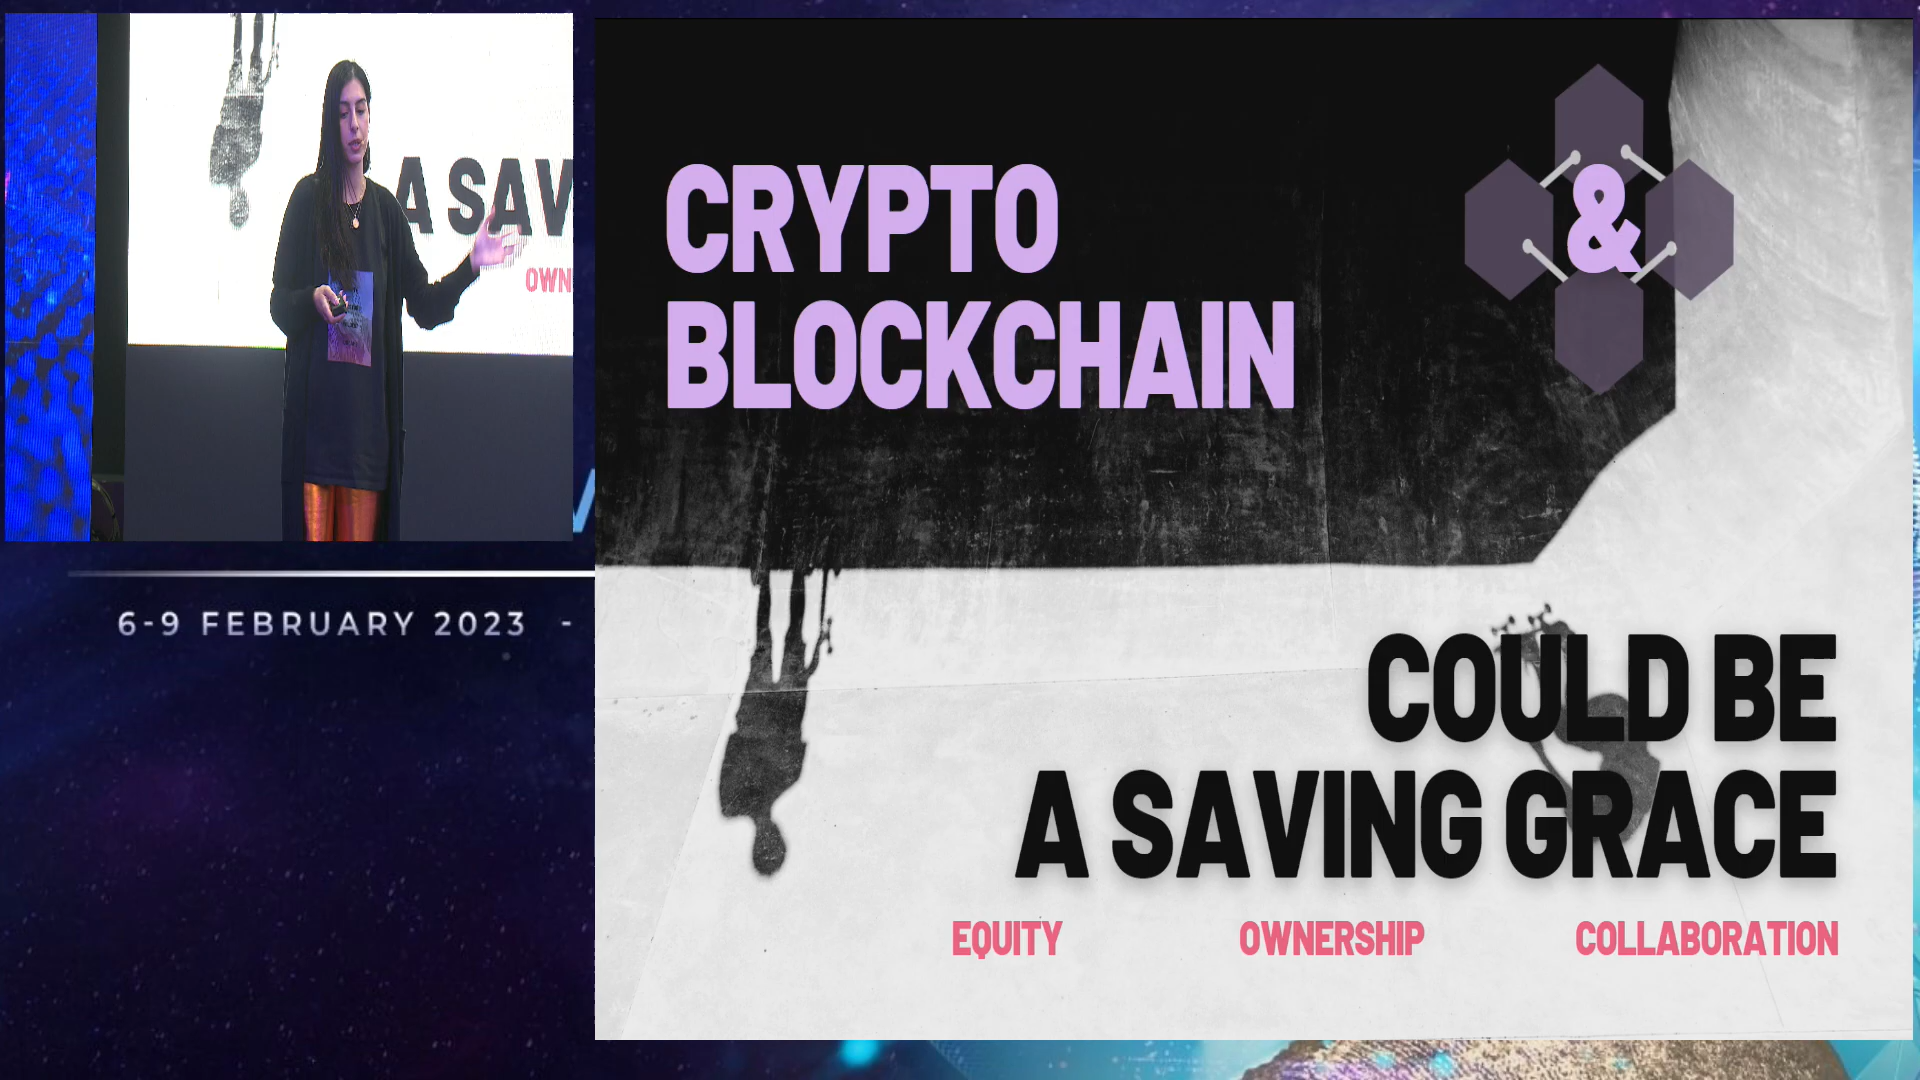 A SAV
OWN
6-9 FEBRUARY 2023 -
CRYPTO
&
BLOCKCHAIN
COULD BE
A SAVING GRACE
EQUITY OWNERSHIP COLLABORATION